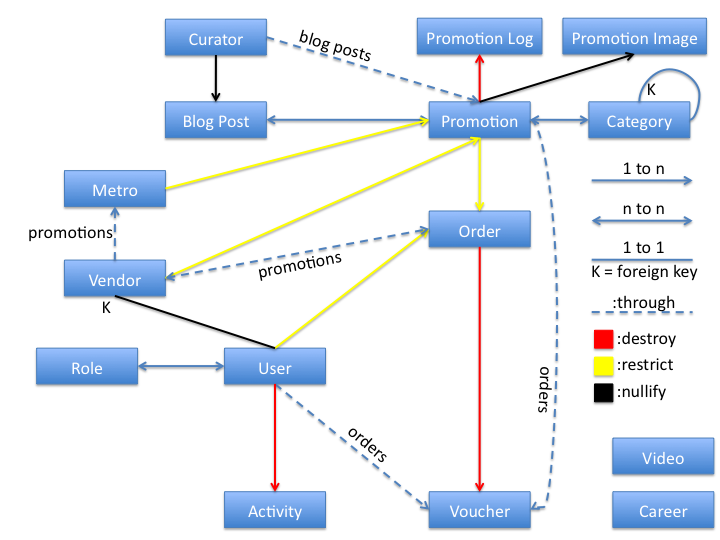 Curator
blog posts
Promotion Log
Promotion Image
K
Blog Post
Promotion
Category
1 to n
Metro
n to n
promotions
Order
1 to 1
promotions
K = foreign key
Vendor
K
:through
:destroy
:restrict
Role
User
:nullify
orders
orders
Video
Activity
Voucher
Career